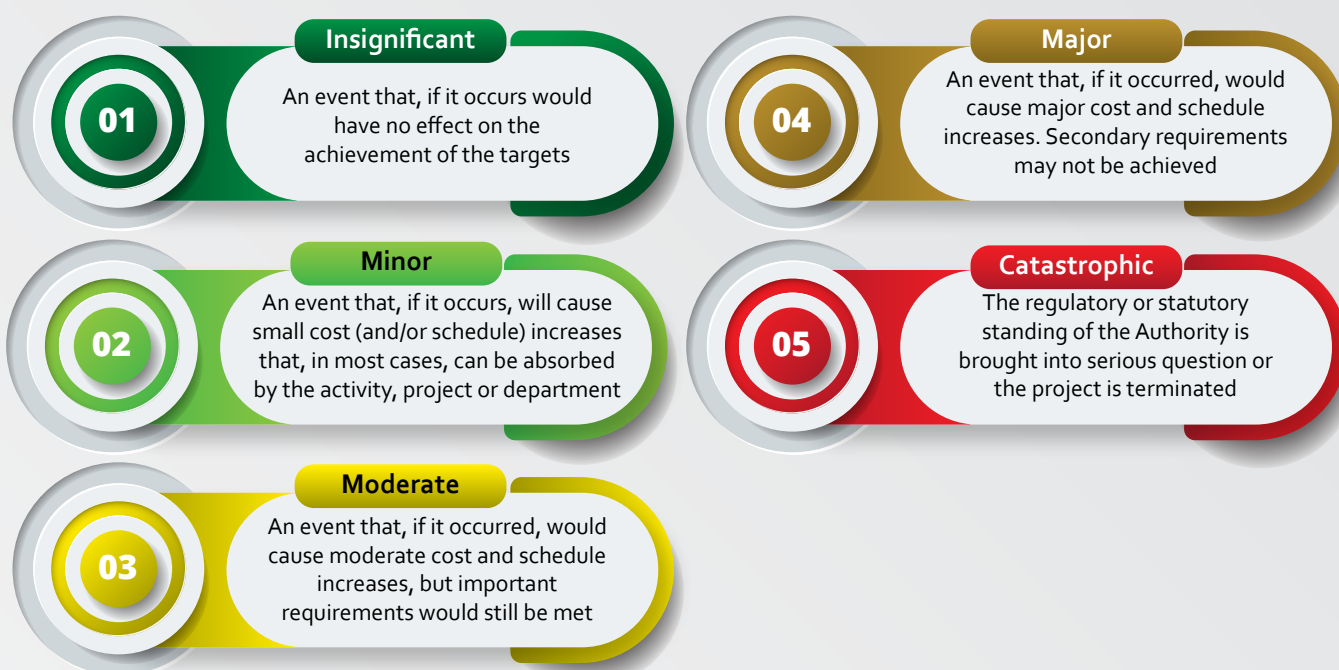 01
Insignificant
An event that, if it occurs would
have no effect on the
achievement of the targets
02
Minor
An event that, if it occurs, will cause
small cost (and/or schedule) increases
that, in most cases, can be absorbed
by the activity, project or department
03
Moderate
An event that, if it occurred, would
cause moderate cost and schedule
increases, but important
requirements would still be met
04
Major
An event that, if it occurred, would
cause major cost and schedule
increases. Secondary requirements
may not be achieved
05
Catastrophic
The regulatory or statutory
standing of the Authority is
brought into serious question or
the project is terminated